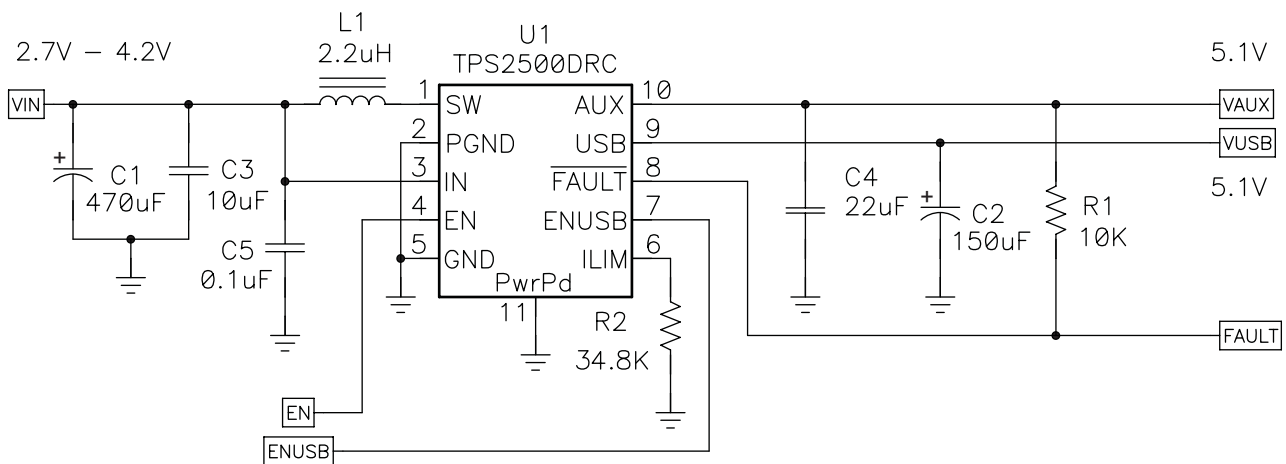 L1
2.2uH
U1
TPS2500DRC
2.7V – 4.2V
5.1V
VIN
1
SW
AUX
10
VAUX
2
PGND
USB
9
VUSB
3
IN
FAULT
8
5.1V
4
EN
ENUSB
7
5
GND
ILIM
6
PwrPd
11
+
C1
470uF
C3
10uF
C5
0.1uF
C4
22uF
+
C2
150uF
R1
10K
R2
34.8K
FAULT
EN
ENUSB